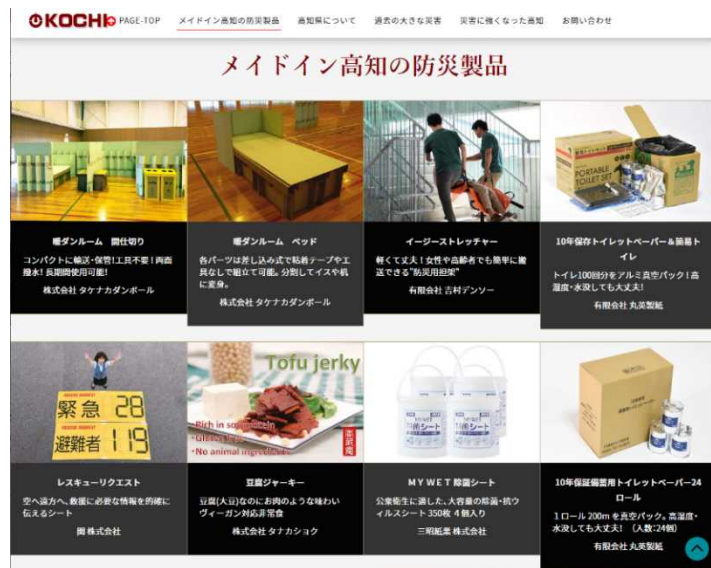 KOCHI PAGE-TOP メイドイン高知の防災製品 高知県について 過去の大きな災害 災害に強くなった高知 お問い合わせ
メイドイン高知の防災製品
PORTABLE
TOILET SET
暖ダンルーム 間仕切り
コンパクトに輸送・保管!工具不要!両面
撥水!長期間使用可能!
株式会社 タケナカダンボール
暖ダンルーム ベッド
各パーツは差し込み式で粘着テープや工
具なしで組立て可能。分割してイスや机
に変身。
株式会社 タケナカダンボール
イージーストレッチャー
軽くて丈夫!女性や高齢者でも簡単に搬
送できる"防災用担架"
有限会社 吉村デンソー
10年保存トイレットペーパー&簡易ト
イレ
トイレ100回分をアルミ真空パック!高
湿度・水没しても大丈夫!
有限会社 丸英製紙
緊急 28
避難者 119
Tofu jerky
•Rich in soy protein
•No animal ingredients
MY WET
除菌シート
レスキューリクエスト
空へ遠方へ、救援に必要な情報を的確に
伝えるシート
関 株式会社
豆腐ジャーキー
豆腐(大豆)なのにお肉のような味わい
ヴィーガン対応非常食
株式会社 タナカショク
MY WET 除菌シート
公衆衛生に適した、大容量の除菌・抗ウ
ィルスシート 350枚 4個入り
三昭紙業 株式会社
10年保証備蓄用トイレットペーパー24
ロール
1ロール 200m を真空パック。高湿度・
水没しても大丈夫! (入数:24個)
有限会社 丸英製紙